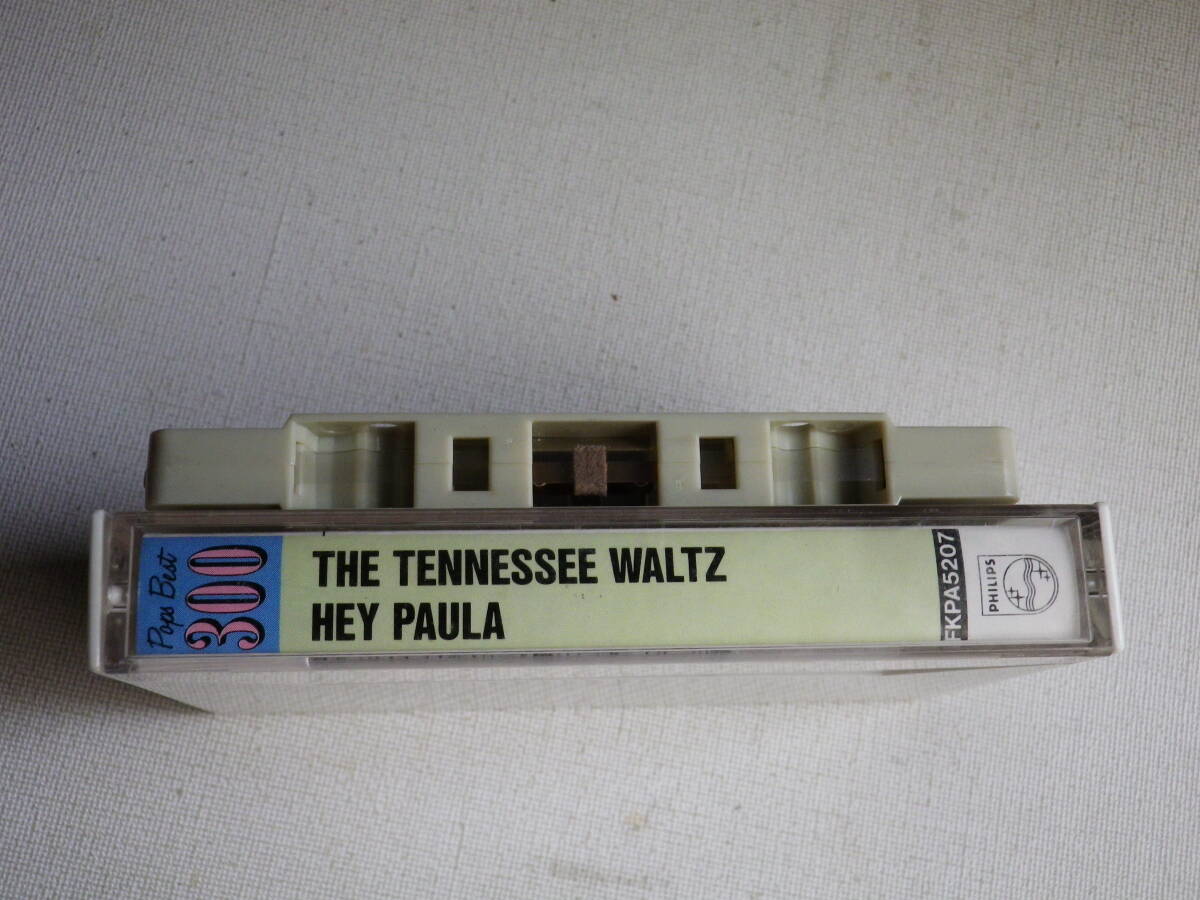 Pops Best
300
THE TENNESSEE WALTZ
HEY PAULA
FKPA5207
PHILIPS